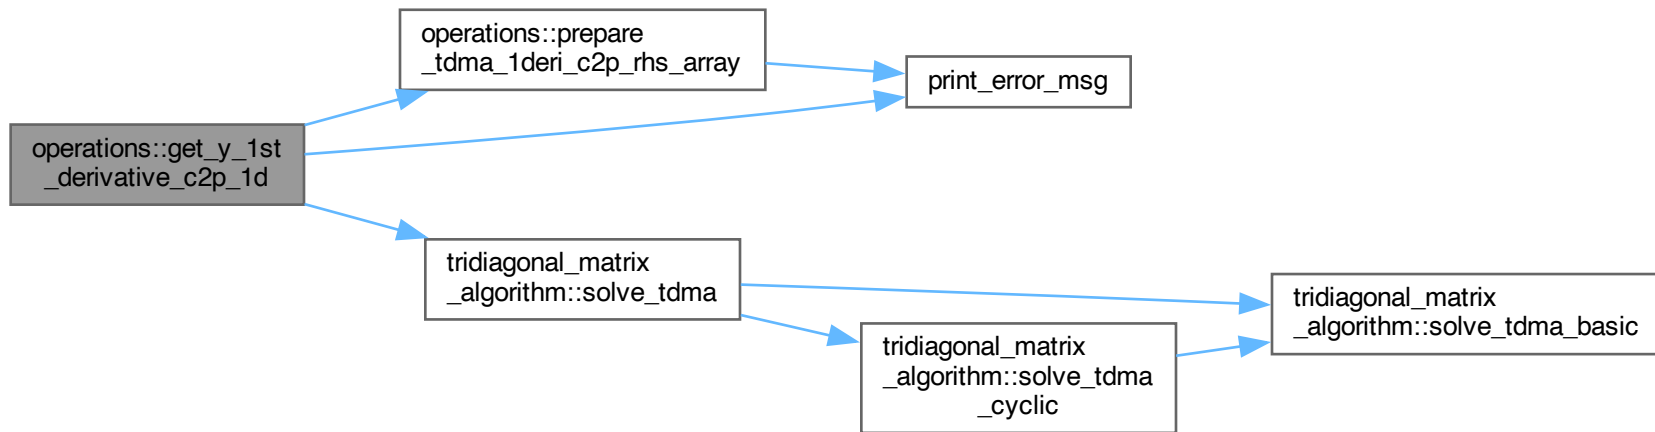 operations::prepare
_tdma_1deri_c2p_rhs_array
print_error_msg
operations::get_y_1st
_derivative_c2p_1d
tridiagonal_matrix
_algorithm::solve_tdma
tridiagonal_matrix
_algorithm::solve_tdma_basic
tridiagonal_matrix
_algorithm::solve_tdma
_cyclic